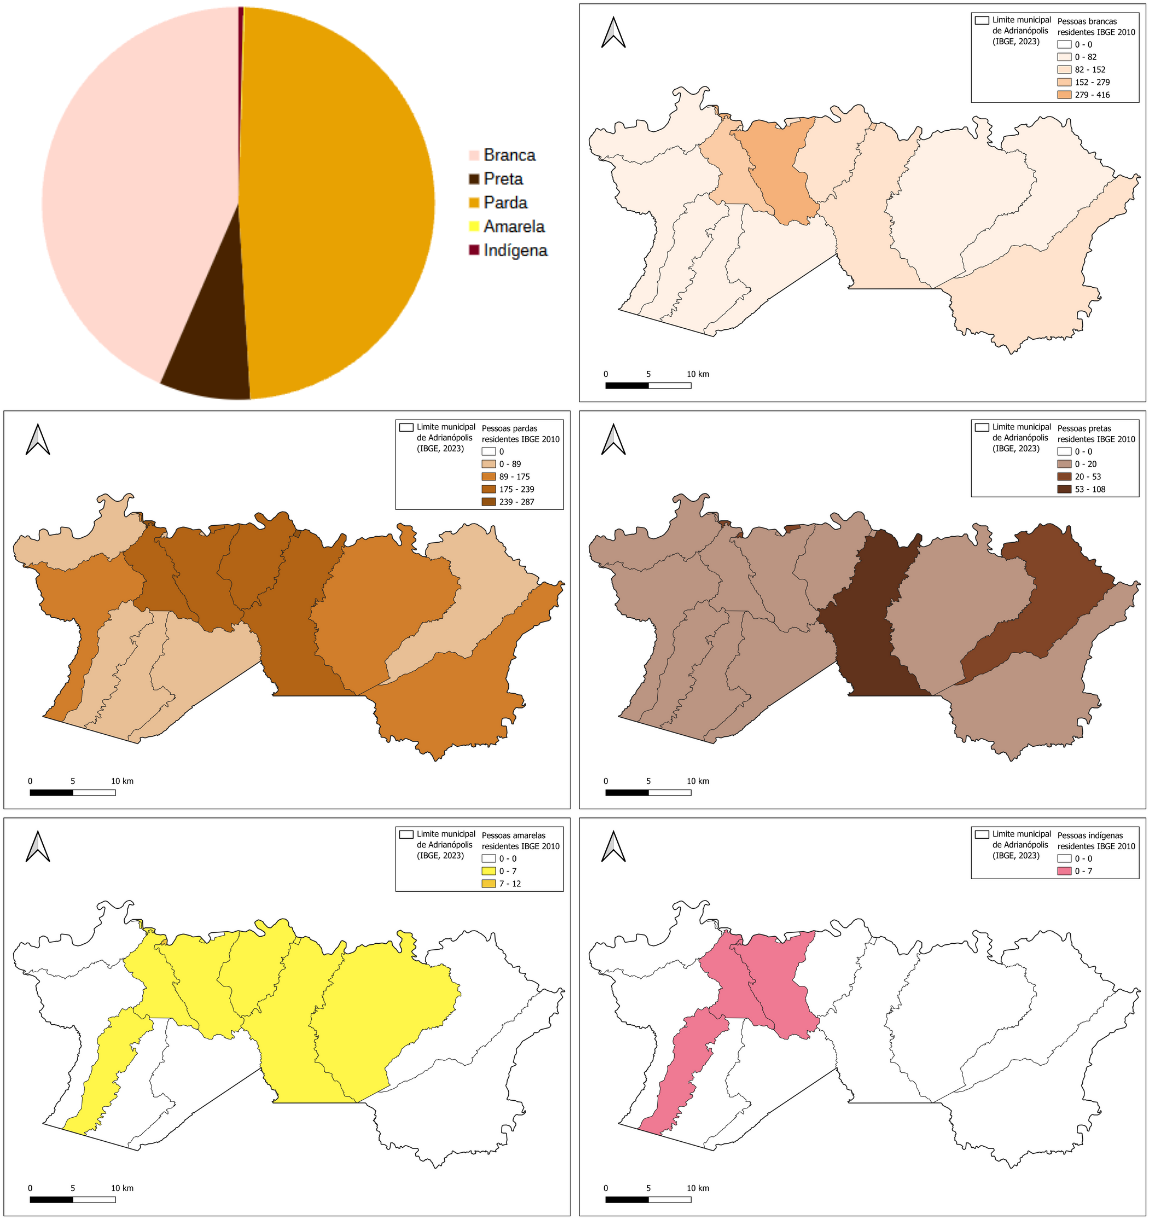 Branca
Preta
Parda
Amarela
Indígena
Limite municipal
de Adrianópolis
(IBGE, 2023)
Pessoas brancas
residentes IBGE 2010
0 - 0
0 - 82
82 - 152
152 - 279
279 - 416
0 5 10 km
Limite municipal
de Adrianópolis
(IBGE, 2023)
Pessoas pardas
residentes IBGE 2010
0
0 - 89
89 - 175
175 - 239
239 - 287
0 5 10 km
Limite municipal
de Adrianópolis
(IBGE, 2023)
Pessoas pretas
residentes IBGE 2010
0 - 0
0 - 20
20 - 53
53 - 108
0 5 10 km
Limite municipal
de Adrianópolis
(IBGE, 2023)
Pessoas amarelas
residentes IBGE 2010
0 - 0
0 - 7
7 - 12
0 5 10 km
Limite municipal
de Adrianópolis
(IBGE, 2023)
Pessoas indígenas
residentes IBGE 2010
0 - 0
0 - 7
0 5 10 km